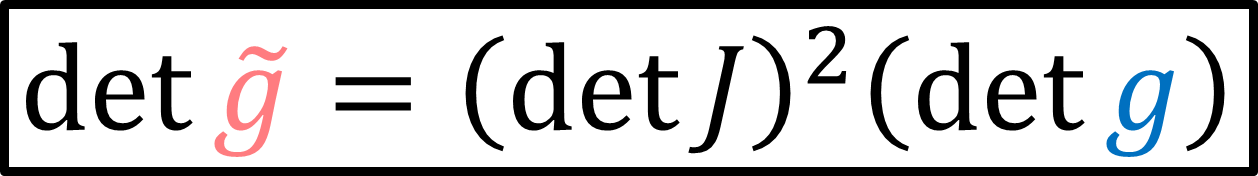 det g̃ = (det J)² (det g)